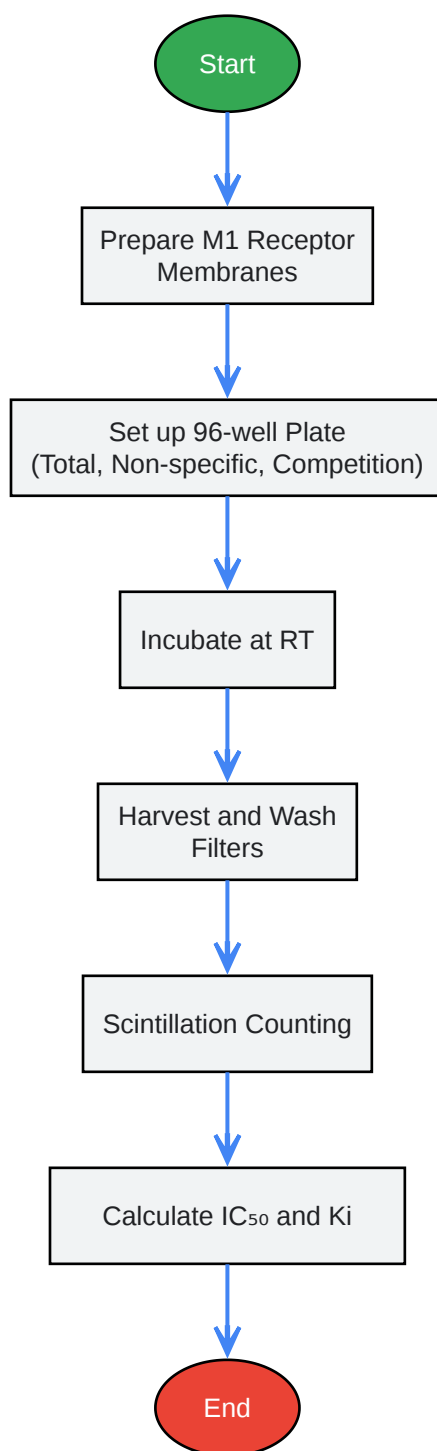 Start
Prepare M1 Receptor
Membranes
Set up 96-well Plate
(Total, Non-specific, Competition)
Incubate at RT
Harvest and Wash
Filters
Scintillation Counting
Calculate IC₅₀ and Ki
End